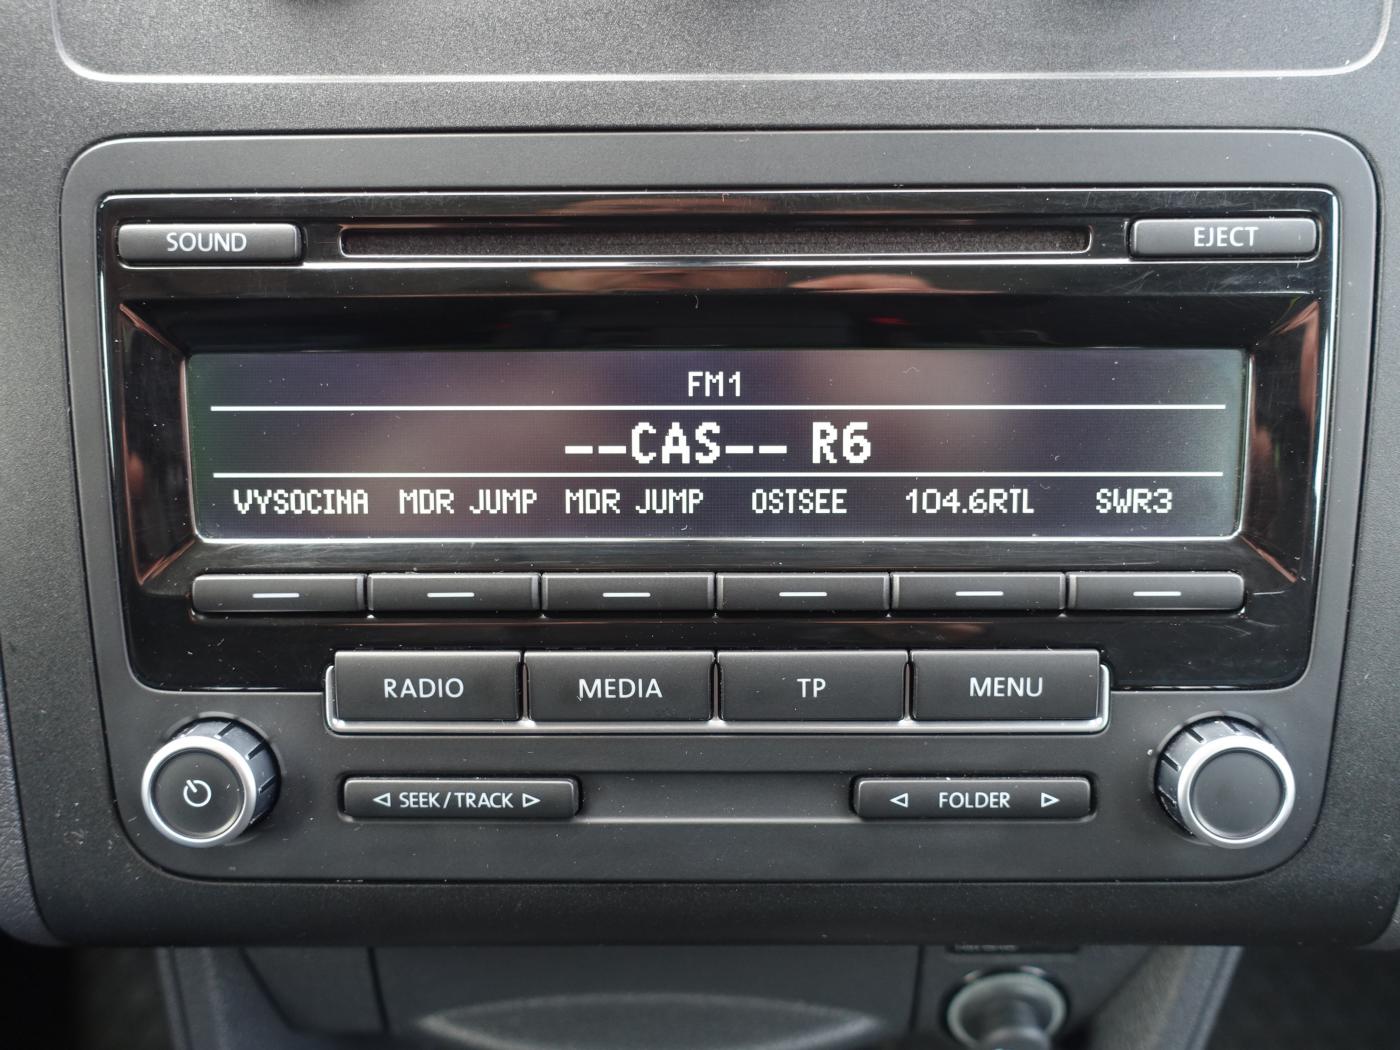 SOUND EJECT
FM1
--CAS-- R6
VYSOCINA MDR JUMP MDR JUMP OSTSEE 104.6RTL SWR3
RADIO MEDIA TP MENU
SEEK/TRACK FOLDER